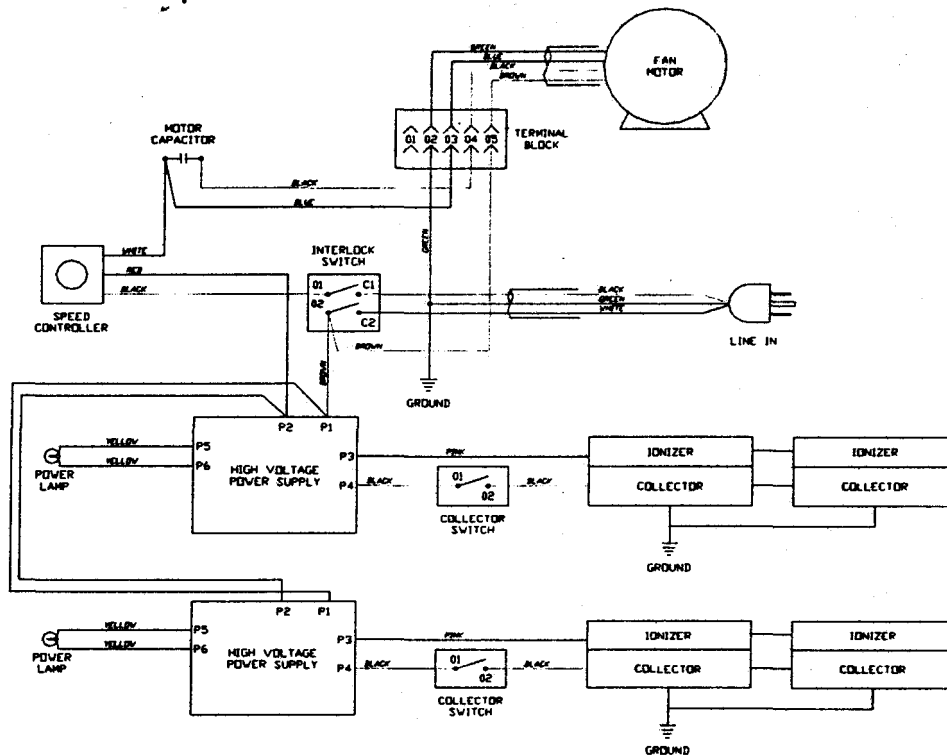 GREEN
BLUE
BLACK
BROWN
FAN
MOTOR
MOTOR
CAPACITOR
01 02 03 04 05
TERMINAL
BLOCK
BLACK
BLUE
GREEN
WHITE
RED
BLACK
SPEED
CONTROLLER
INTERLOCK
SWITCH
01 C1
02 C2
BROWN
BROWN
BLACK
GREEN
WHITE
LINE IN
GROUND
P2 P1
P5
P6
P3
P4
HIGH VOLTAGE
POWER SUPPLY
YELLOW
YELLOW
POWER
LAMP
PINK
BLACK
01
02
BLACK
COLLECTOR
SWITCH
IONIZER
COLLECTOR
IONIZER
COLLECTOR
GROUND
P2 P1
P5
P6
P3
P4
HIGH VOLTAGE
POWER SUPPLY
YELLOW
YELLOW
POWER
LAMP
PINK
BLACK
01
02
BLACK
COLLECTOR
SWITCH
IONIZER
COLLECTOR
IONIZER
COLLECTOR
GROUND